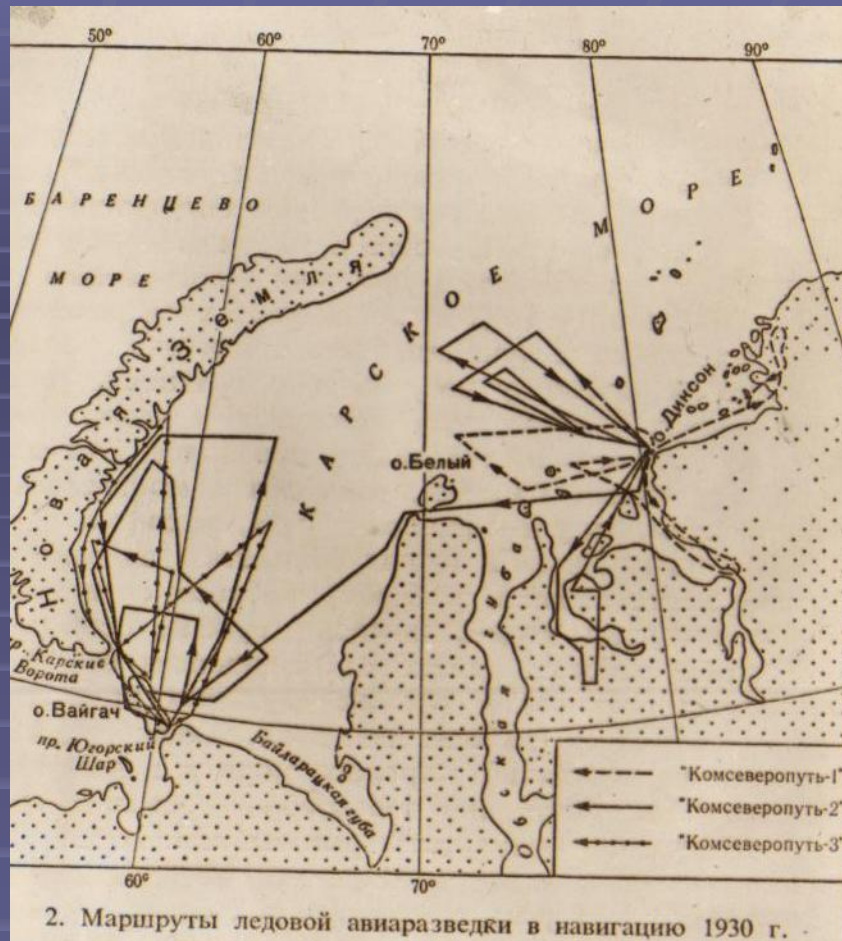 50° 60° 70° 80° 90°
БАРЕНЦЕВО
МОРЕ
Новая Земля
КАРСКОЕ МОРЕ
о. Диксон
о.Белый
Обская губа
пр. Карские
Ворота
о.Вайгач
пр. Югорский
Шар
Байдарацкая губа
"Комсеверопуть-1"
"Комсеверопуть-2"
"Комсеверопуть-3"
60° 70°
2. Маршруты ледовой авиаразведки в навигацию 1930 г.